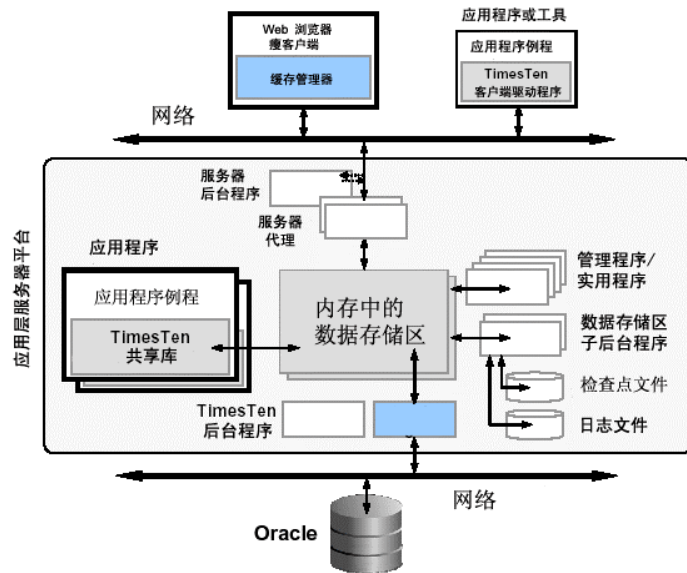 Web 浏览器
瘦客户端
缓存管理器
应用程序或工具
应用程序例程
TimesTen
客户端驱动程序
网络
应用层服务器平台
服务器
后台程序
服务器
代理
应用程序
应用程序例程
TimesTen
共享库
内存中的
数据存储区
管理程序/
实用程序
数据存储区
子后台程序
检查点文件
日志文件
TimesTen
后台程序
网络
Oracle